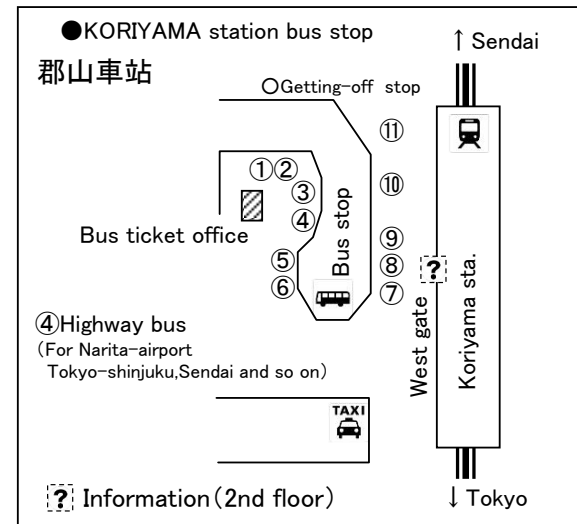 ●KORIYAMA station bus stop
郡山車站
↑ Sendai
○Getting-off stop
⑪
①②
③
④
⑩
Bus ticket office
Bus stop
⑤
⑥
⑨
⑧
⑦
?
West gate
Koriyama sta.
④Highway bus
(For Narita-airport
Tokyo-shinjuku,Sendai and so on)
TAXI
? Information(2nd floor)
↓ Tokyo